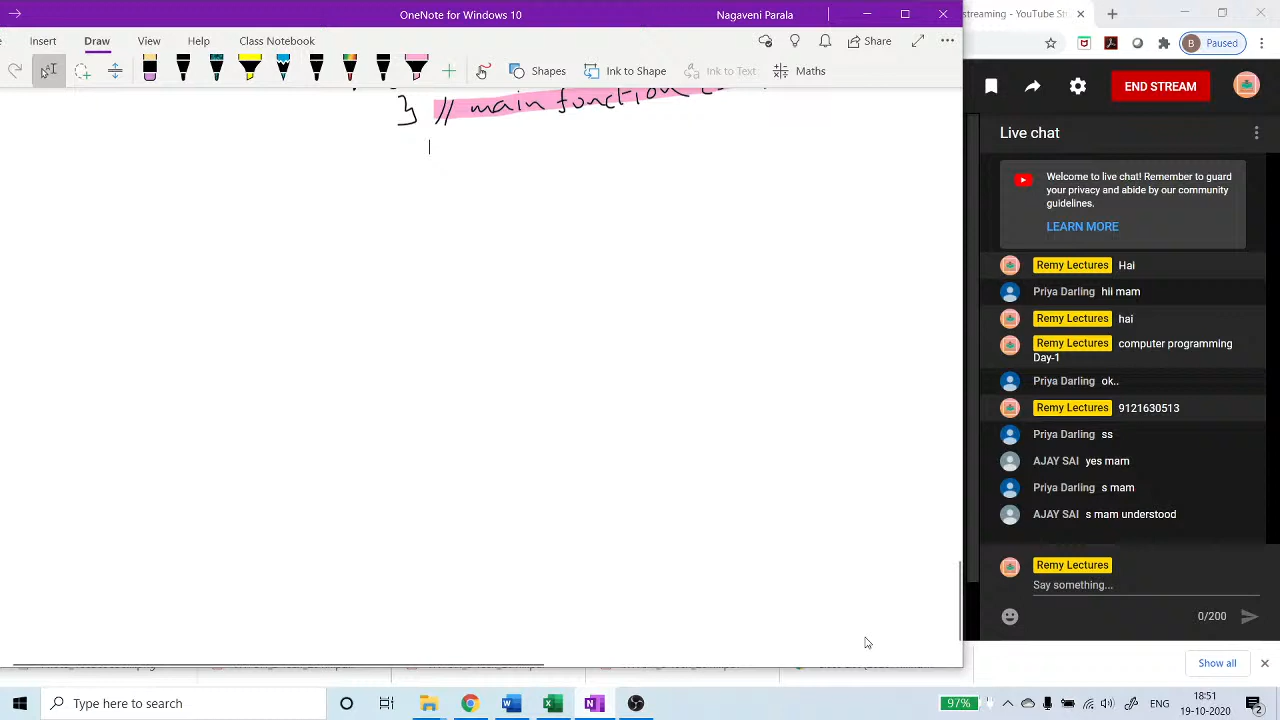 OneNote for Windows 10
Nagaveni Parala
streaming - YouTube St
Insert
Draw
View
Help
Class Notebook
Share
B Paused
Shapes
Ink to Shape
Ink to Text
Maths
END STREAM
} // main function
Live chat
Welcome to live chat! Remember to guard
your privacy and abide by our community
guidelines.
LEARN MORE
Remy Lectures Hai
Priya Darling hii mam
Remy Lectures hai
Remy Lectures computer programming
Day-1
Priya Darling ok..
Remy Lectures 9121630513
Priya Darling ss
AJAY SAI yes mam
Priya Darling s mam
AJAY SAI s mam understood
Remy Lectures
Say something...
0/200
Show all
Type here to search
97%
ENG
18:51
19-10-2020
2